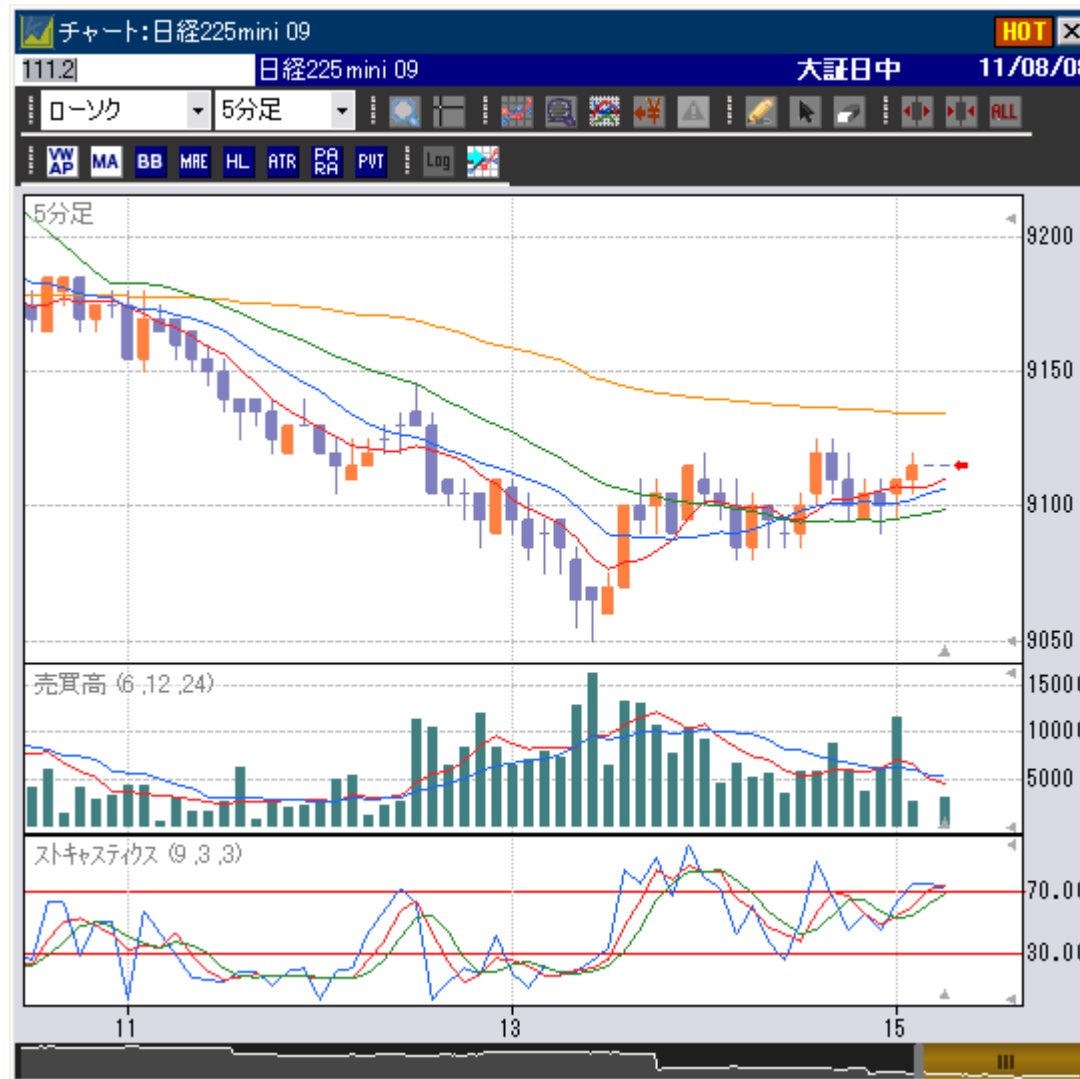 チャート:日経225mini 09
HOT
111.2
日経225mini 09
大証日中
11/08/08
ローソク
5分足
ALL
VWAP
MA
BB
MAE
HL
ATR
PARA
PVT
Log
5分足
9200
9150
9100
9050
売買高 (6 ,12 ,24)
15000
10000
5000
ストキャスティクス (9 ,3 ,3)
70.00
30.00
11
13
15